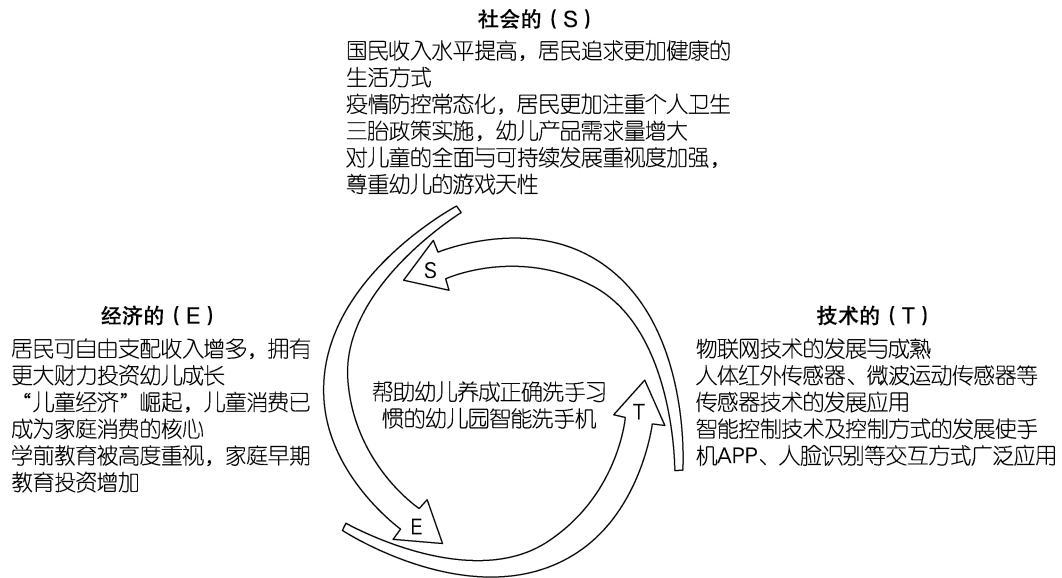 社会的（S）
国民收入水平提高，居民追求更加健康的
生活方式
疫情防控常态化，居民更加注重个人卫生
三胎政策实施，幼儿产品需求量增大
对儿童的全面与可持续发展重视度加强，
尊重幼儿的游戏天性
S
经济的（E）
居民可自由支配收入增多，拥有
更大财力投资幼儿成长
“儿童经济”崛起，儿童消费已
成为家庭消费的核心
学前教育被高度重视，家庭早期
教育投资增加
帮助幼儿养成正确洗手习
惯的幼儿园智能洗手机
技术的（T）
物联网技术的发展与成熟
人体红外传感器、微波运动传感器等
传感器技术的发展应用
智能控制技术及控制方式的发展使手
机APP、人脸识别等交互方式广泛应用
T
E